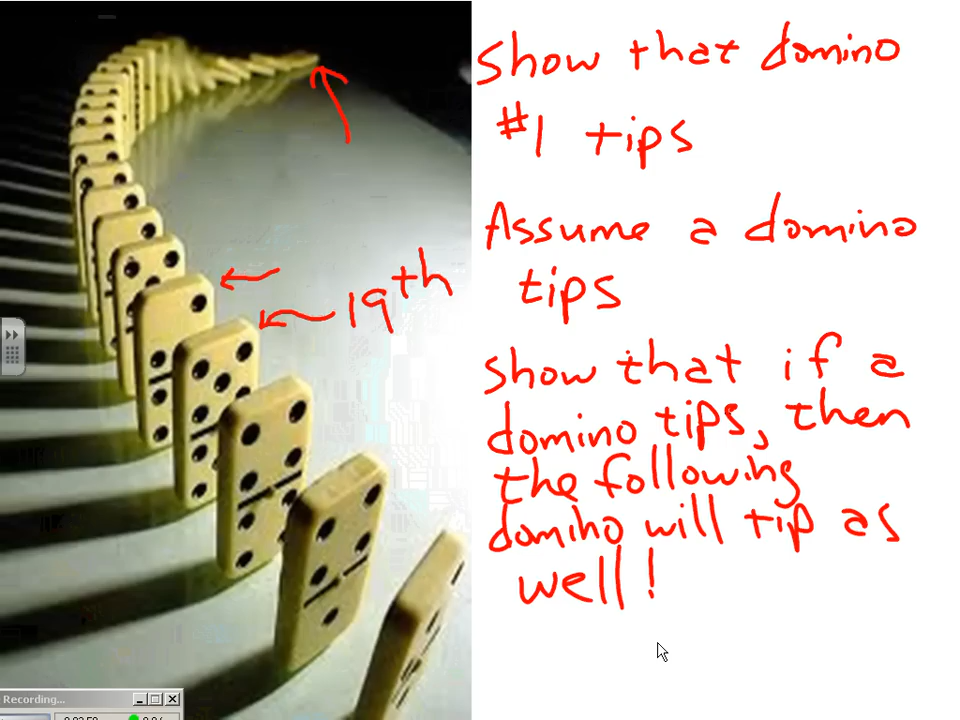 show that domino
#1 tips
Assume a domino
tips
19th
show that if a
domino tips, then
the following
domino will tip as
well!
Recording...